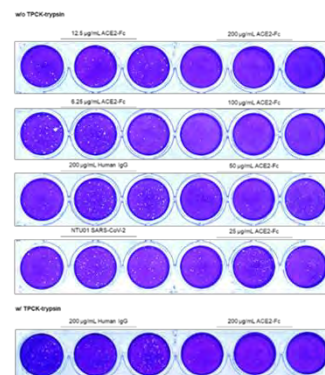 w/o TPCK-trypsin
12.5 µg/mL ACE2-Fc 200 µg/mL ACE2-Fc
6.25 µg/mL ACE2-Fc 100 µg/mL ACE2-Fc
200 µg/mL Human IgG 50 µg/mL ACE2-Fc
NTU01 SARS-CoV-2 25 µg/mL ACE2-Fc
w/ TPCK-trypsin
200 µg/mL Human IgG 200 µg/mL ACE2-Fc